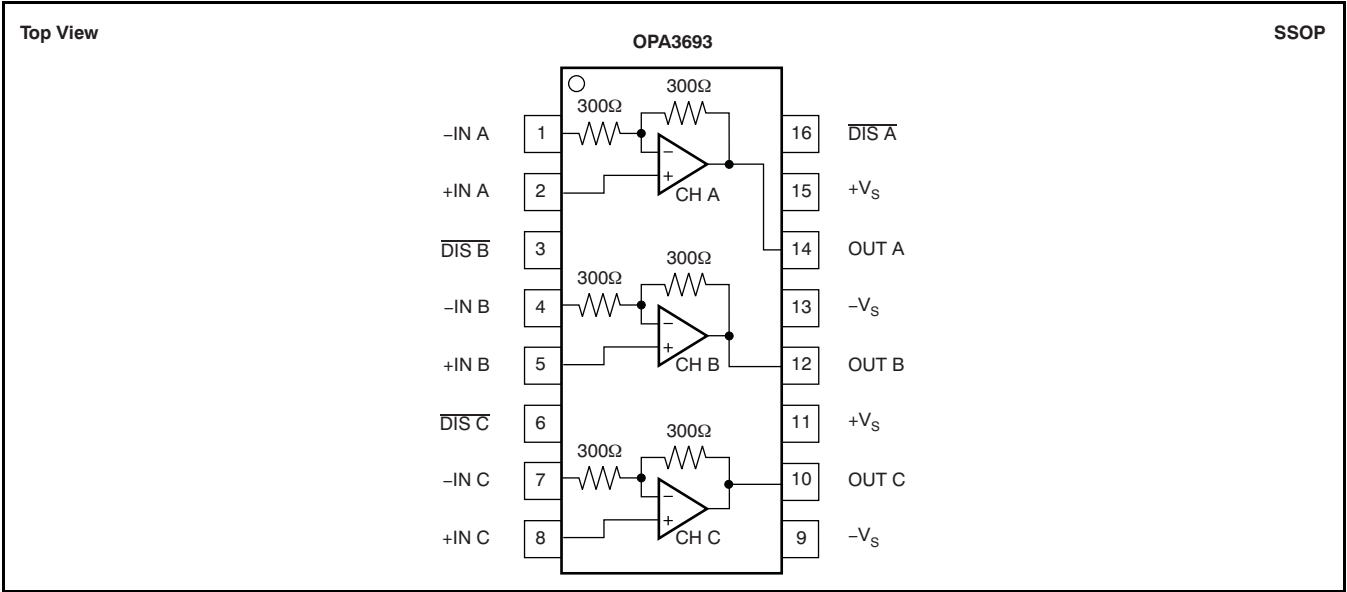 Top View
SSOP
OPA3693
300Ω
300Ω
−IN A 1
− + CH A
16 DIS A
+IN A 2
15 +VS
DIS B 3
14 OUT A
300Ω
300Ω
−IN B 4
− + CH B
13 −VS
+IN B 5
12 OUT B
DIS C 6
11 +VS
300Ω
300Ω
−IN C 7
− + CH C
10 OUT C
+IN C 8
9 −VS